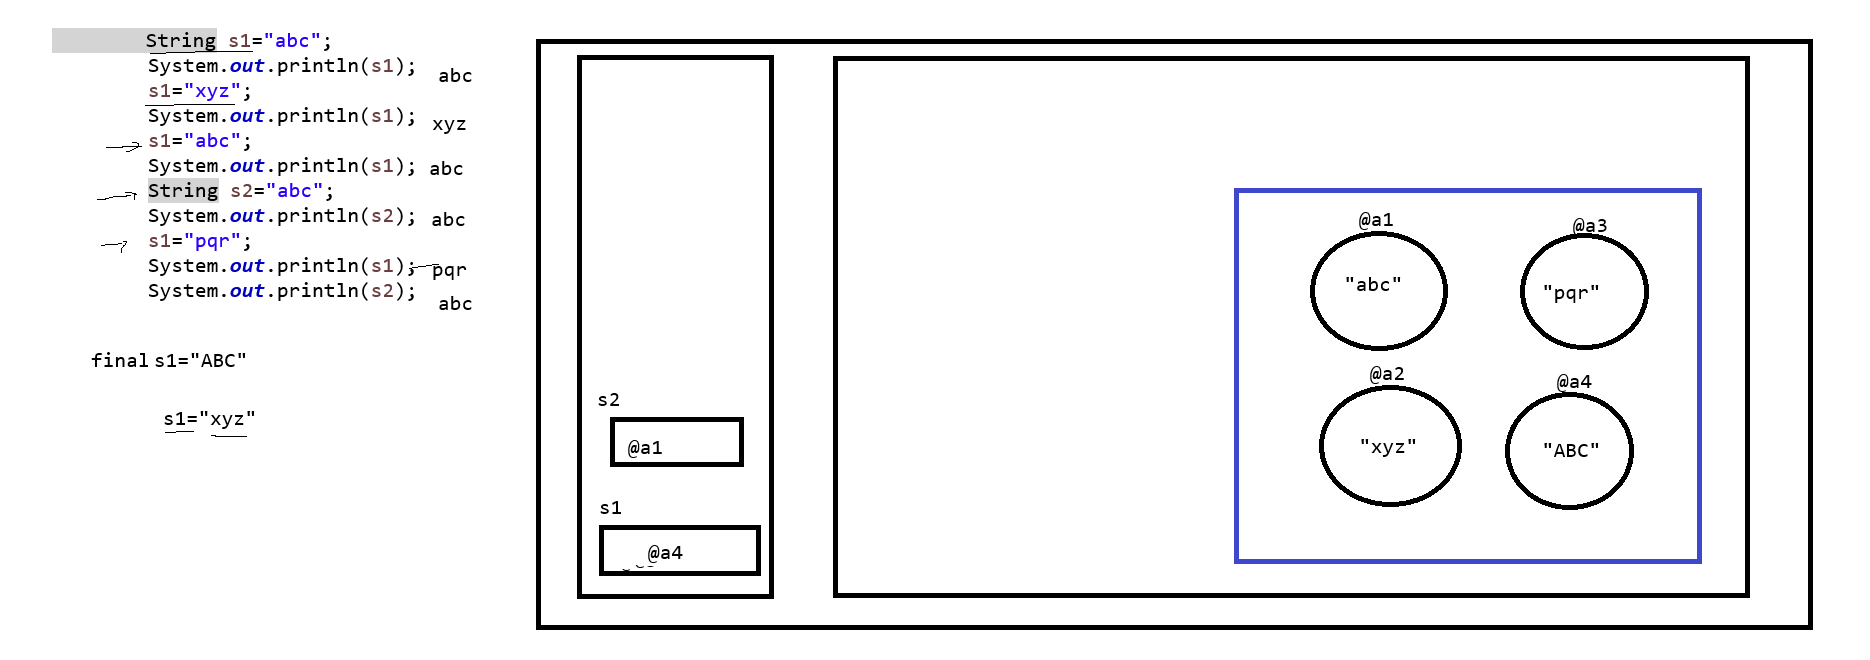 String s1="abc";
System.out.println(s1); abc
s1="xyz";
System.out.println(s1); xyz
s1="abc";
System.out.println(s1); abc
String s2="abc";
System.out.println(s2); abc
s1="pqr";
System.out.println(s1); pqr
System.out.println(s2); abc
final s1="ABC"
s1="xyz"
s2
@a1
s1
@a4
@a1
"abc"
@a3
"pqr"
@a2
"xyz"
@a4
"ABC"